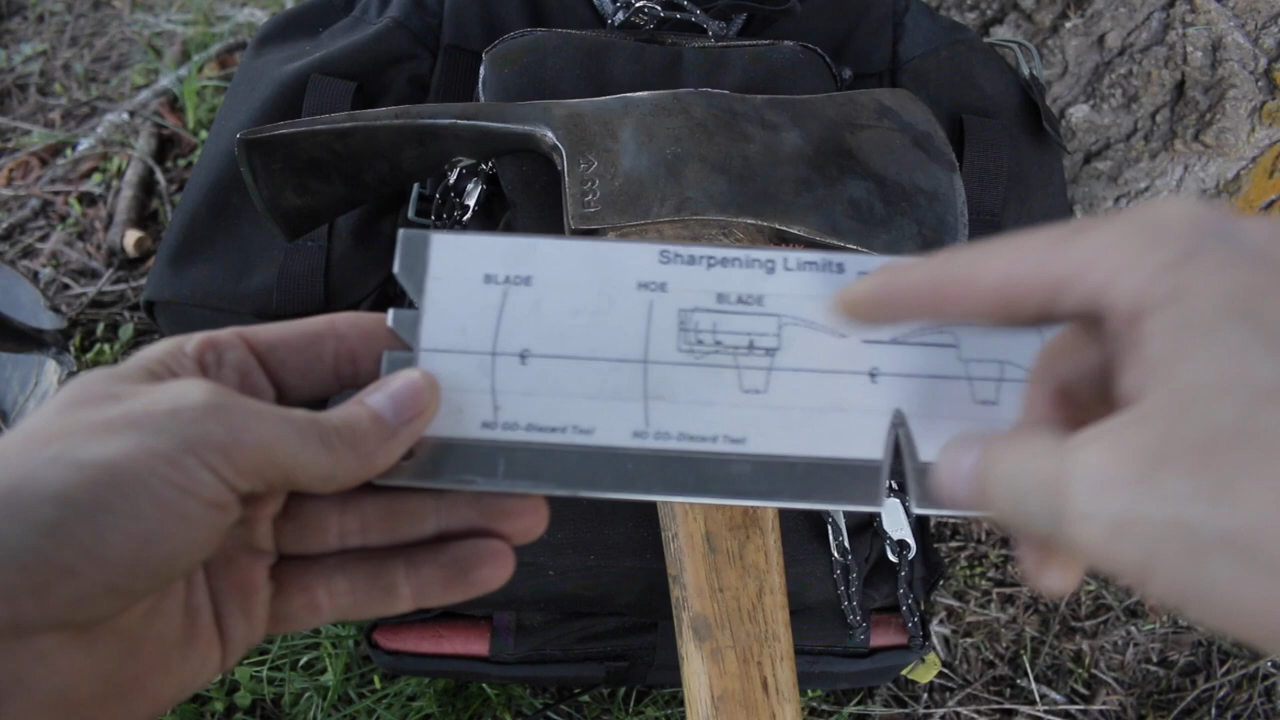 Sharpening Limits
BLADE
HOE
BLADE
℄
℄
NO GO-Discard Tool
NO GO-Discard Tool